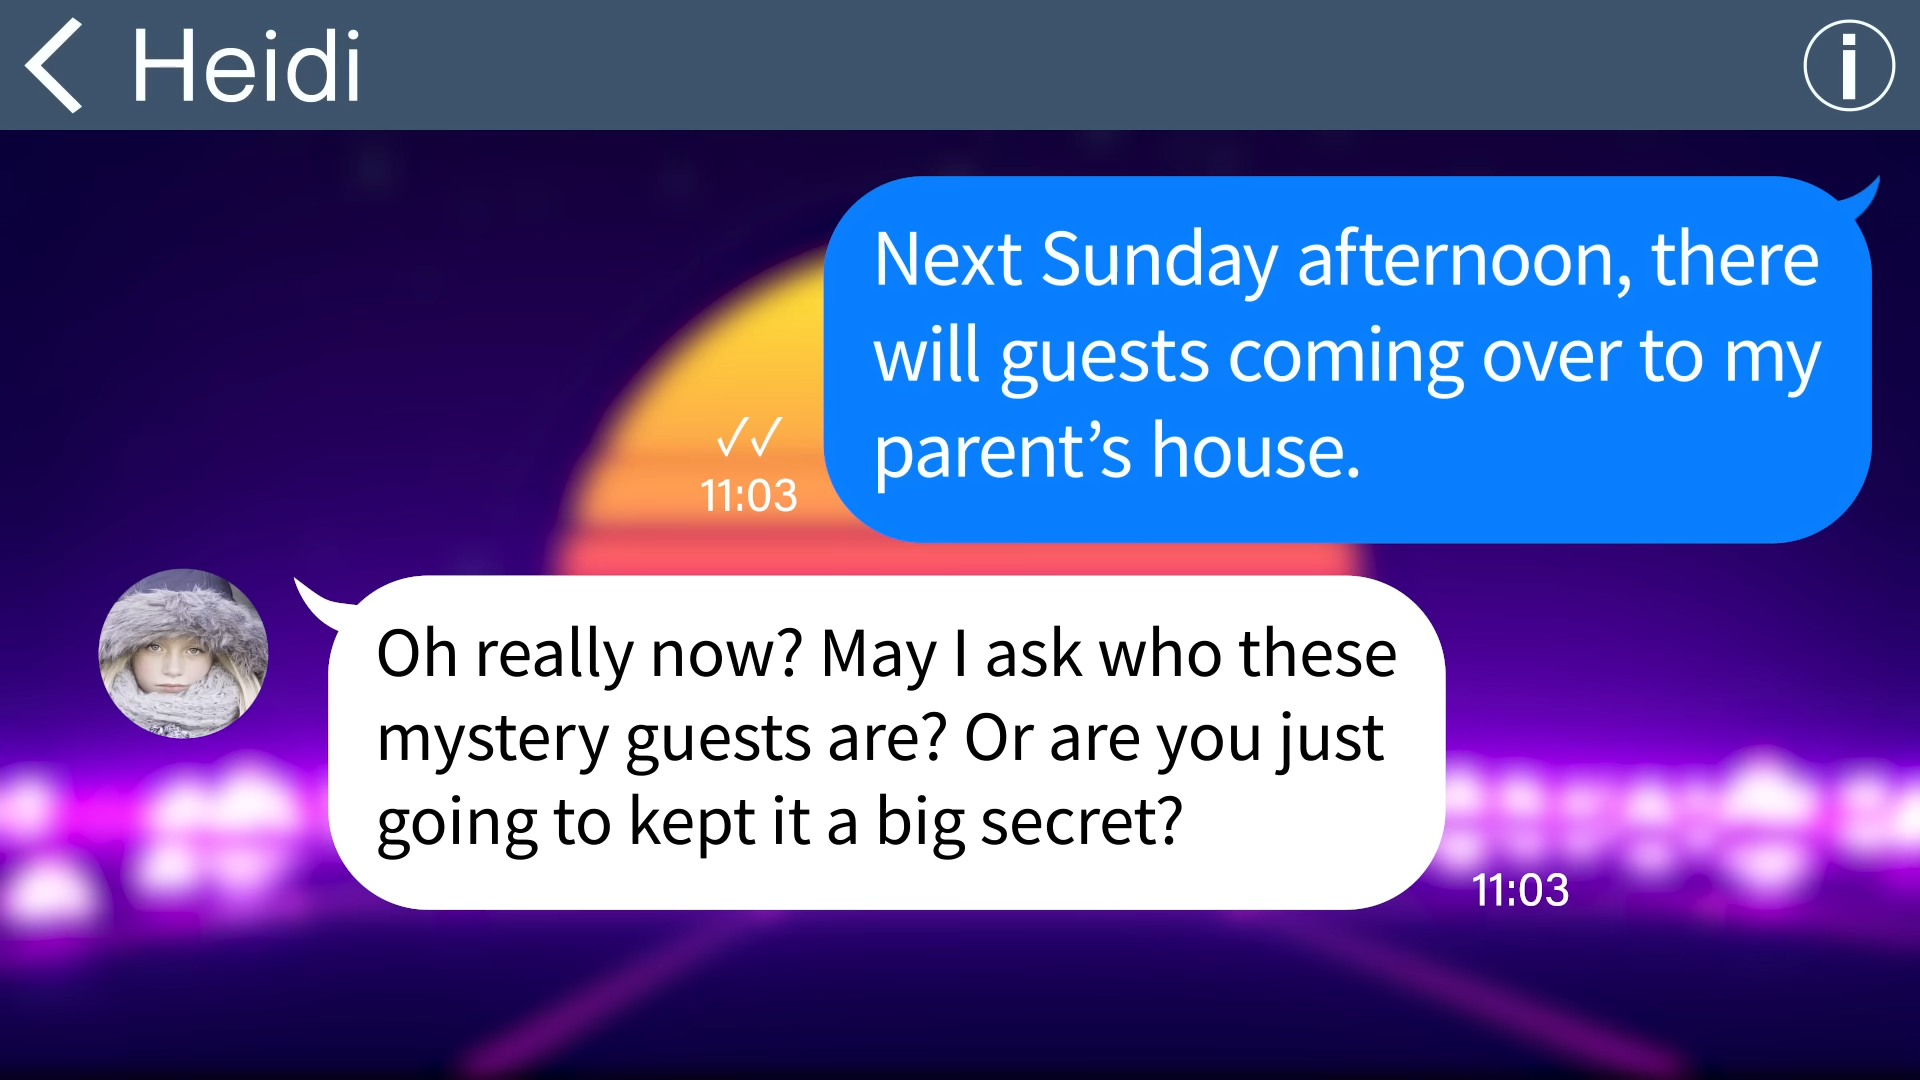 Heidi
Next Sunday afternoon, there
will guests coming over to my
parent’s house.
✓✓
11:03
Oh really now? May I ask who these
mystery guests are? Or are you just
going to kept it a big secret?
11:03